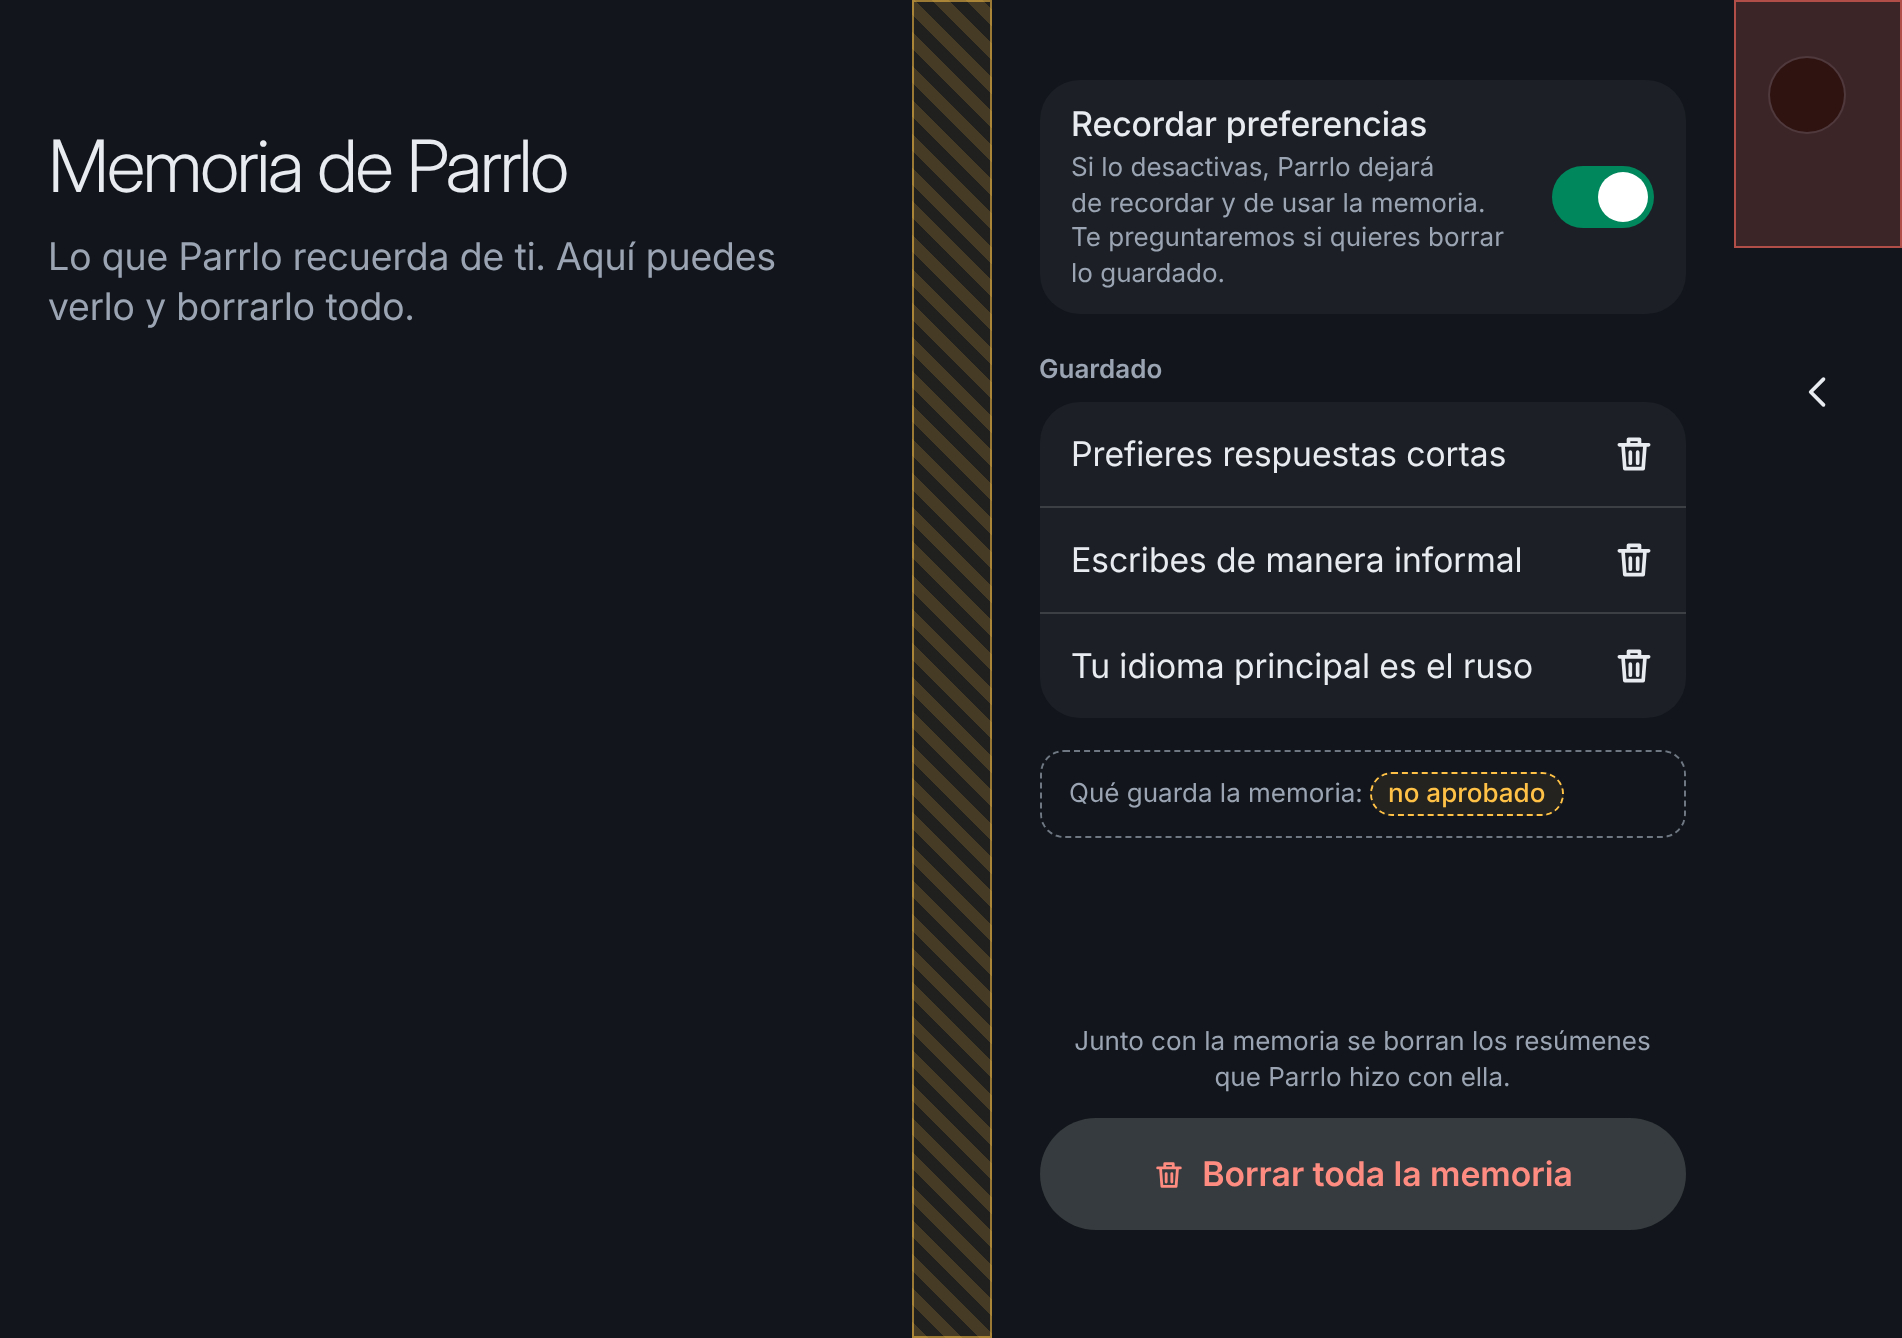 Memoria de Parrlo
Lo que Parrlo recuerda de ti. Aquí puedes
verlo y borrarlo todo.
Recordar preferencias
Si lo desactivas, Parrlo dejará
de recordar y de usar la memoria.
Te preguntaremos si quieres borrar
lo guardado.
Guardado
Prefieres respuestas cortas
Escribes de manera informal
Tu idioma principal es el ruso
Qué guarda la memoria: no aprobado
Junto con la memoria se borran los resúmenes
que Parrlo hizo con ella.
Borrar toda la memoria